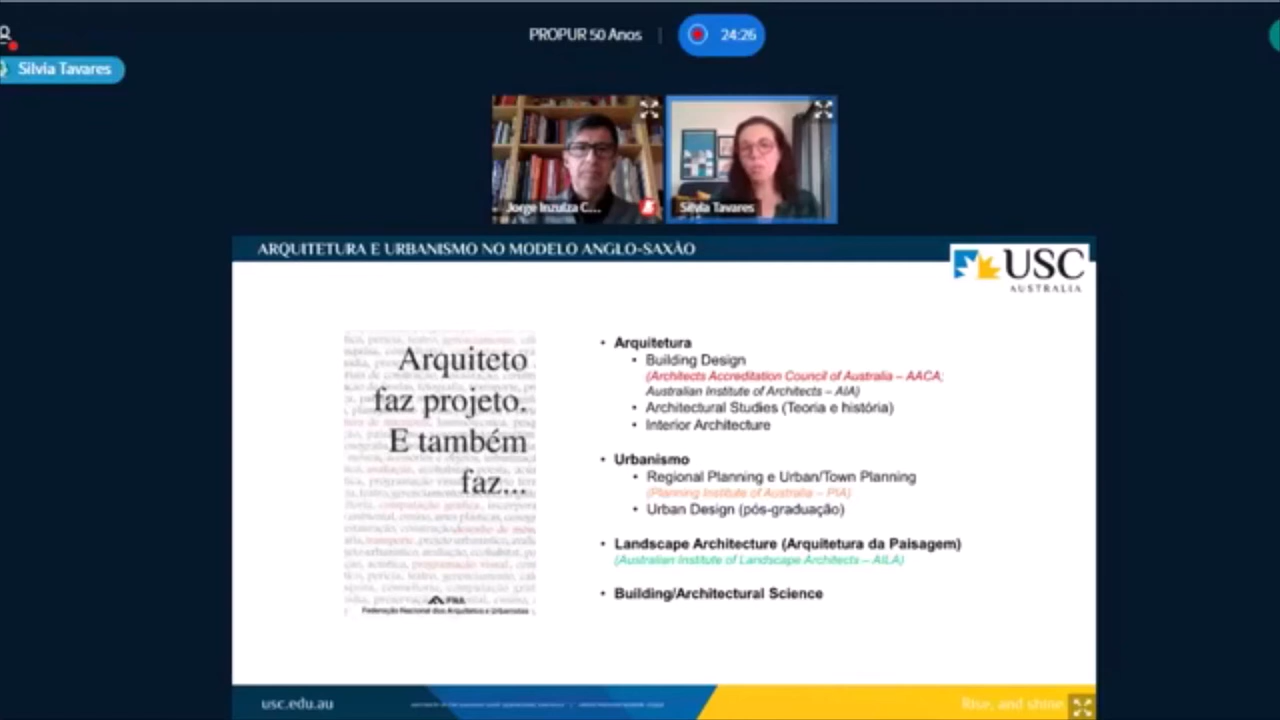 PROPUR 50 Anos
24:26
Silvia Tavares
Jorge Inzulza C...
Silvia Tavares
ARQUITETURA E URBANISMO NO MODELO ANGLO-SAXÃO
USC
AUSTRALIA
Arquiteto
faz projeto.
E também
faz...
FNA
Federação Nacional dos Arquitetos e Urbanistas
• Arquitetura
• Building Design
(Architects Accreditation Council of Australia – AACA;
Australian Institute of Architects – AIA)
• Architectural Studies (Teoria e história)
• Interior Architecture
• Urbanismo
• Regional Planning e Urban/Town Planning
(Planning Institute of Australia – PIA)
• Urban Design (pós-graduação)
• Landscape Architecture (Arquitetura da Paisagem)
(Australian Institute of Landscape Architects – AILA)
• Building/Architectural Science
usc.edu.au
Rise, and shine